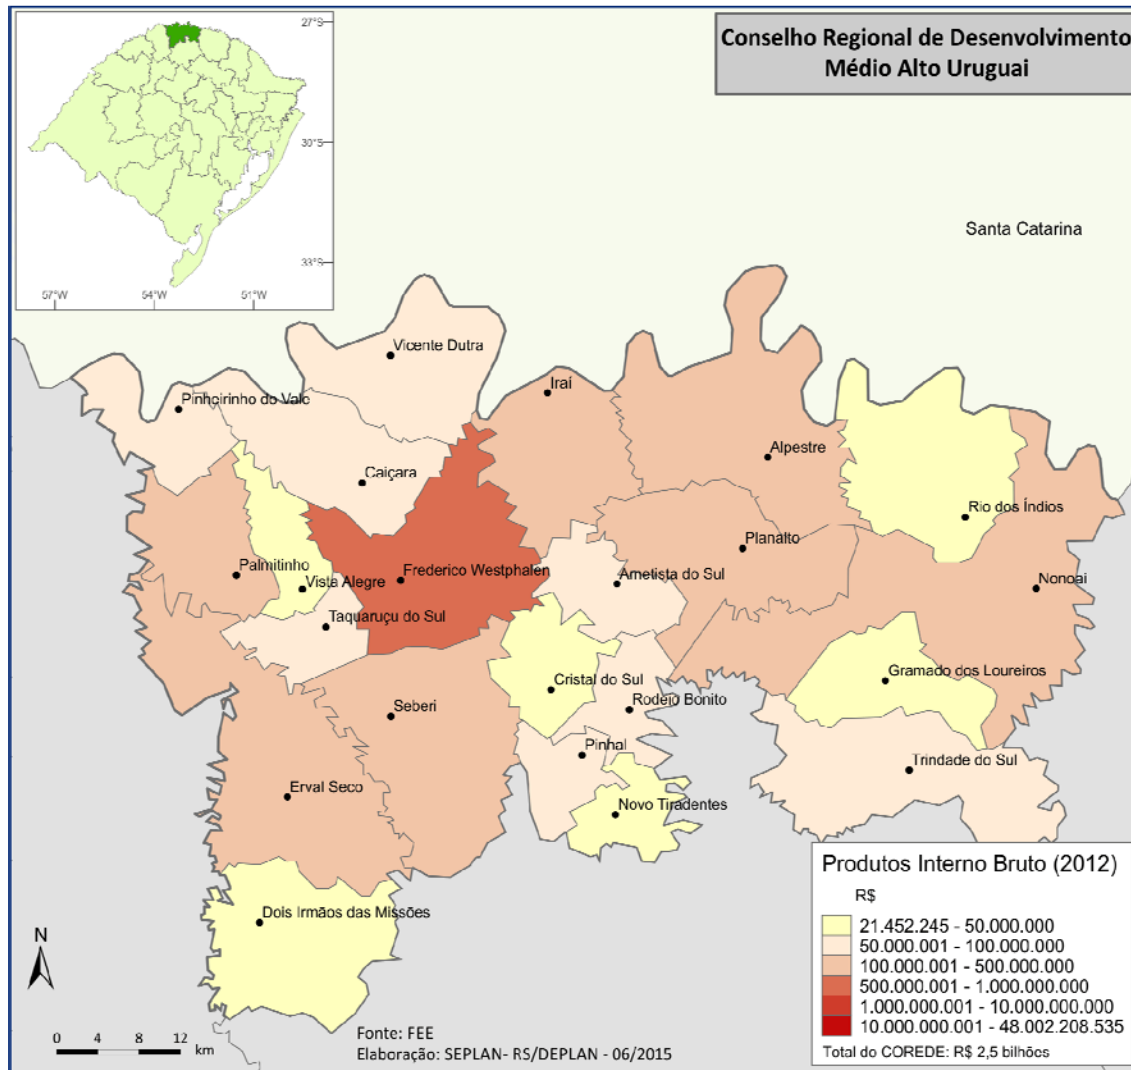 Conselho Regional de Desenvolvimento
Médio Alto Uruguai
27°S
30°S
33°S
57°W
54°W
51°W
Santa Catarina
Vicente Dutra
Iraí
Pinheirinho do Vale
Alpestre
Caiçara
Rio dos Índios
Planalto
Palmitinho
Frederico Westphalen
Ametista do Sul
Nonoai
Vista Alegre
Taquaruçu do Sul
Cristal do Sul
Gramado dos Loureiros
Seberi
Rodeio Bonito
Pinhal
Trindade do Sul
Erval Seco
Novo Tiradentes
Dois Irmãos das Missões
Produtos Interno Bruto (2012)
R$
21.452.245 - 50.000.000
50.000.001 - 100.000.000
100.000.001 - 500.000.000
500.000.001 - 1.000.000.000
1.000.000.001 - 10.000.000.000
10.000.000.001 - 48.002.208.535
Total do COREDE: R$ 2,5 bilhões
N
0 4 8 12
km
Fonte: FEE
Elaboração: SEPLAN- RS/DEPLAN - 06/2015